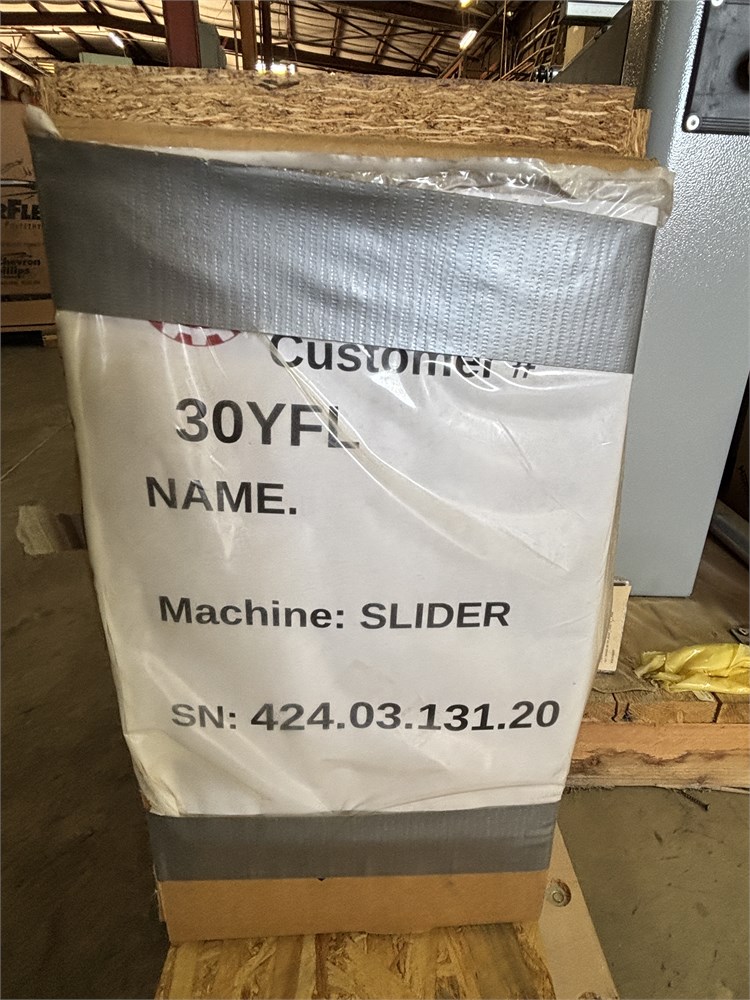 Customer #
30YFL
NAME.
Machine: SLIDER
SN: 424.03.131.20